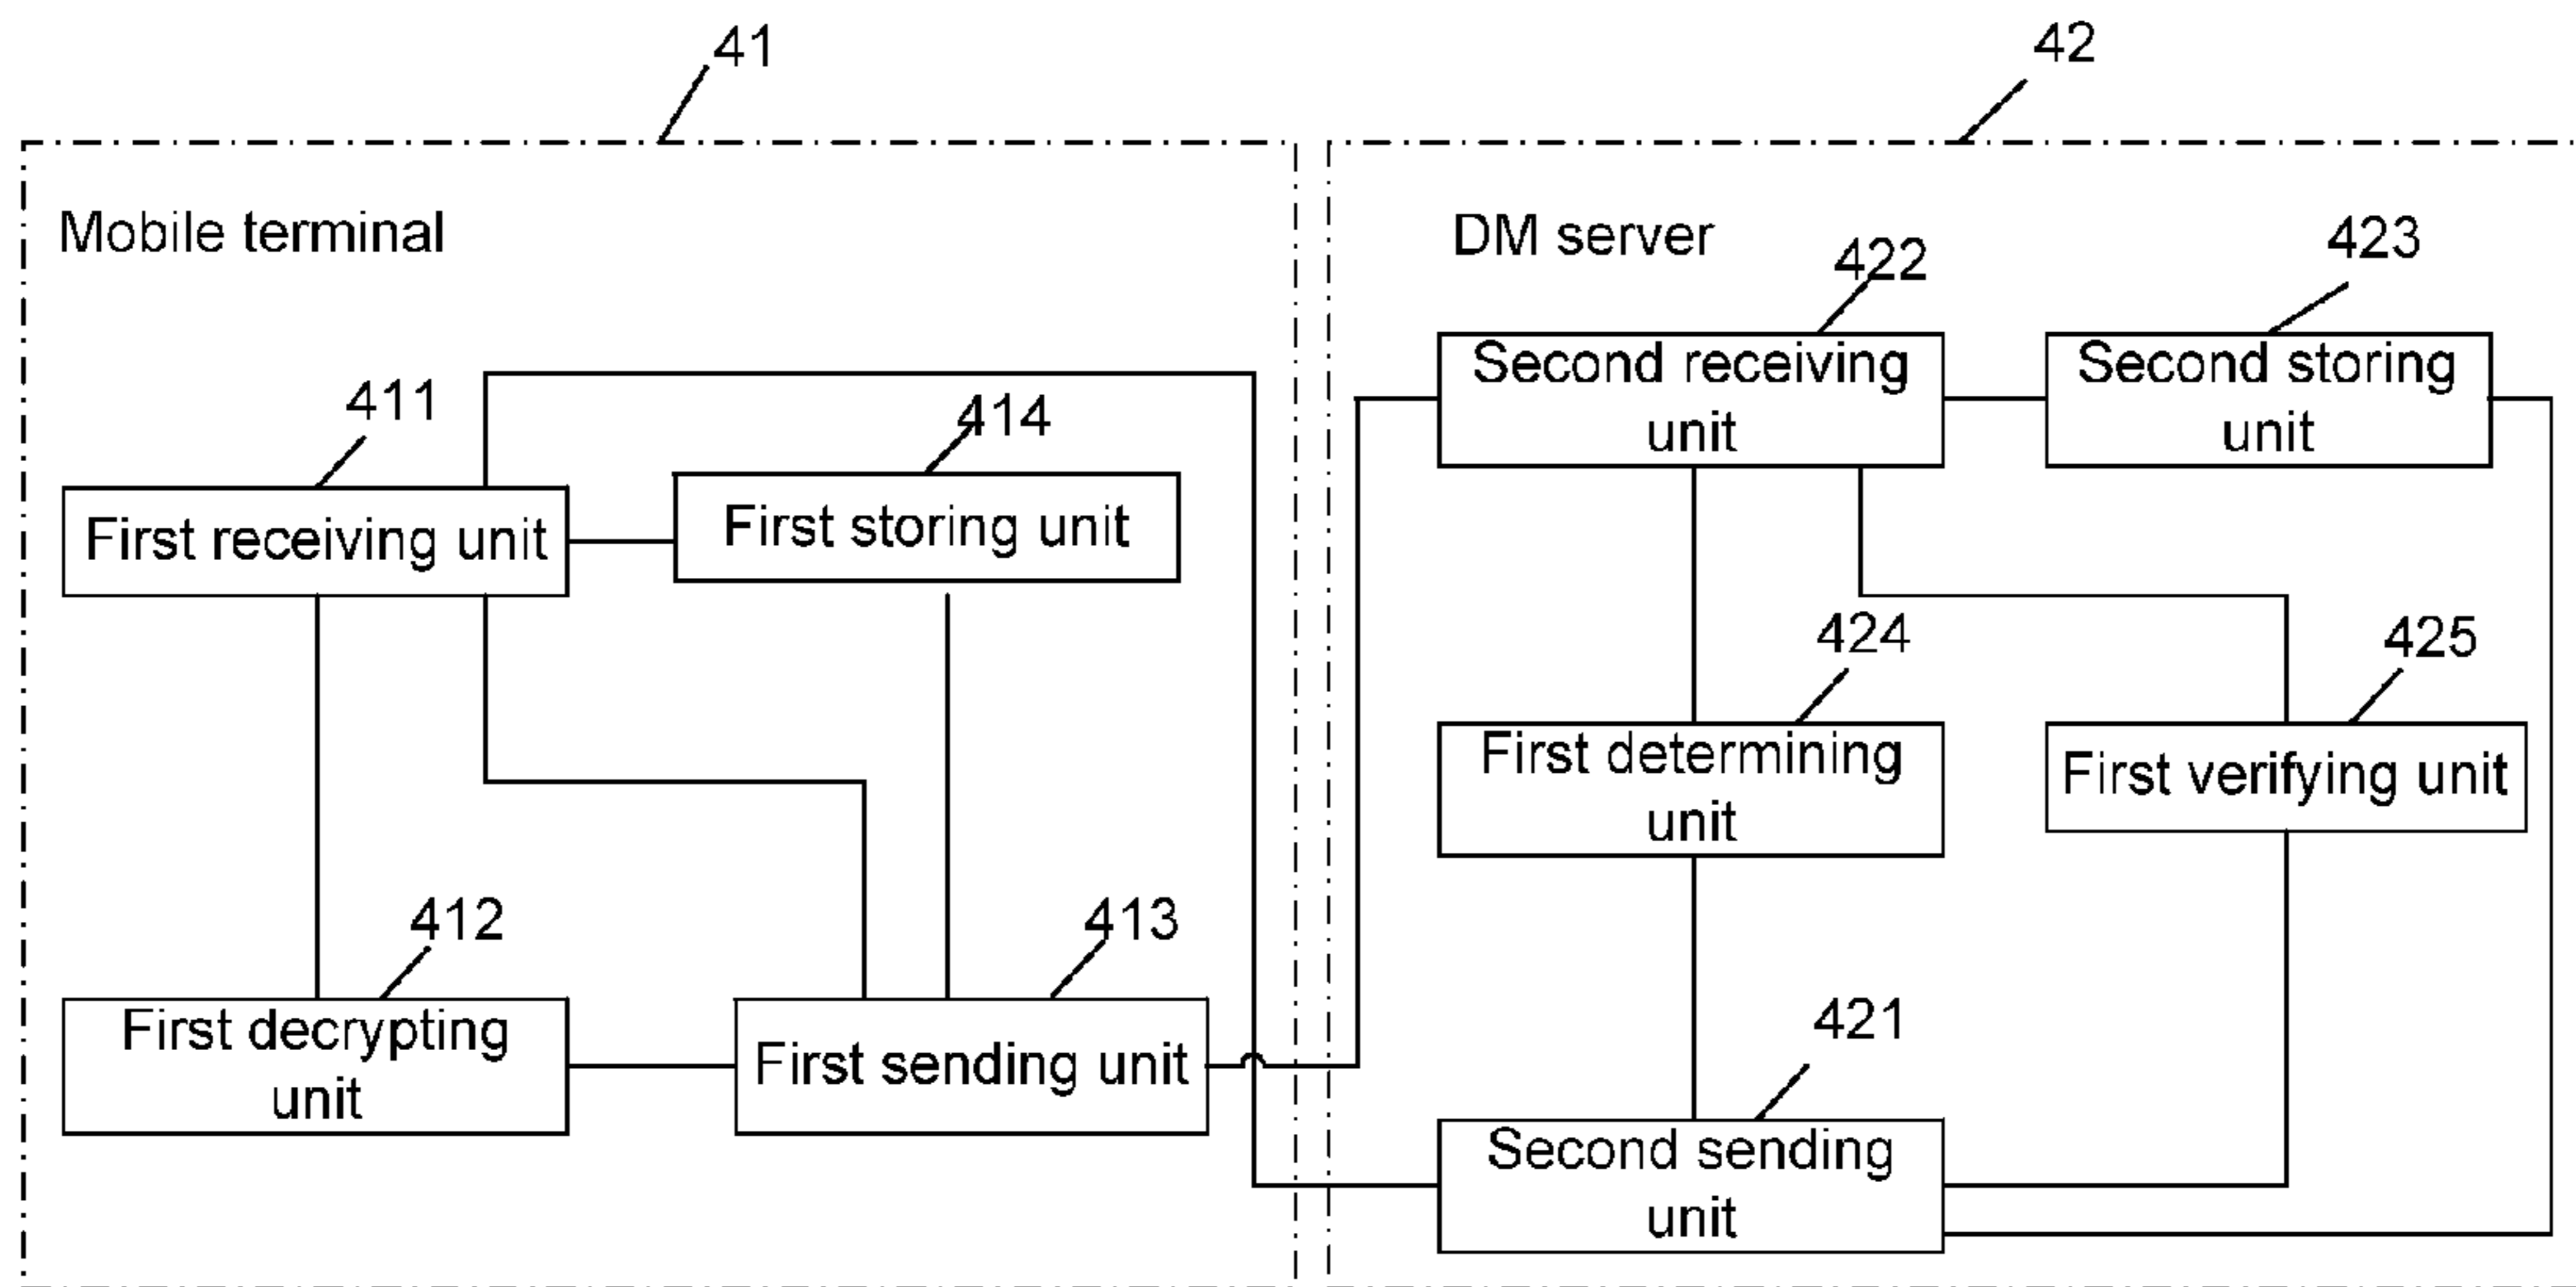 41
42
Mobile terminal
DM server
422
423
Second receiving
unit
Second storing
unit
411
414
First receiving unit
First storing unit
424
425
First determining
unit
First verifying unit
412
413
First decrypting
unit
First sending unit
421
Second sending
unit